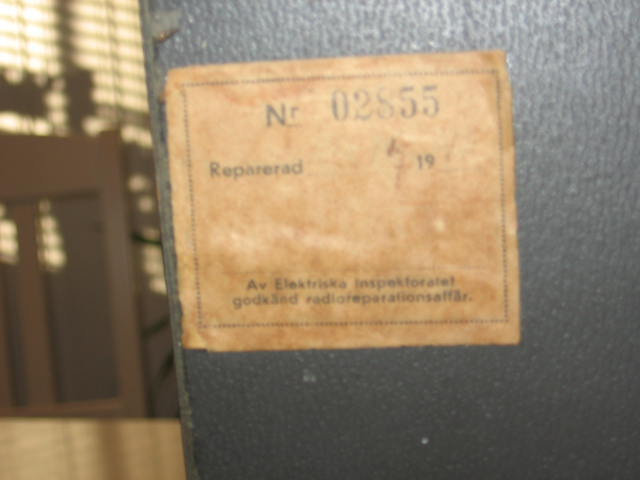 Nr 02855
Reparerad 19
Av Elektriska Inspektoratet
godkänd radioreparationsaffär.